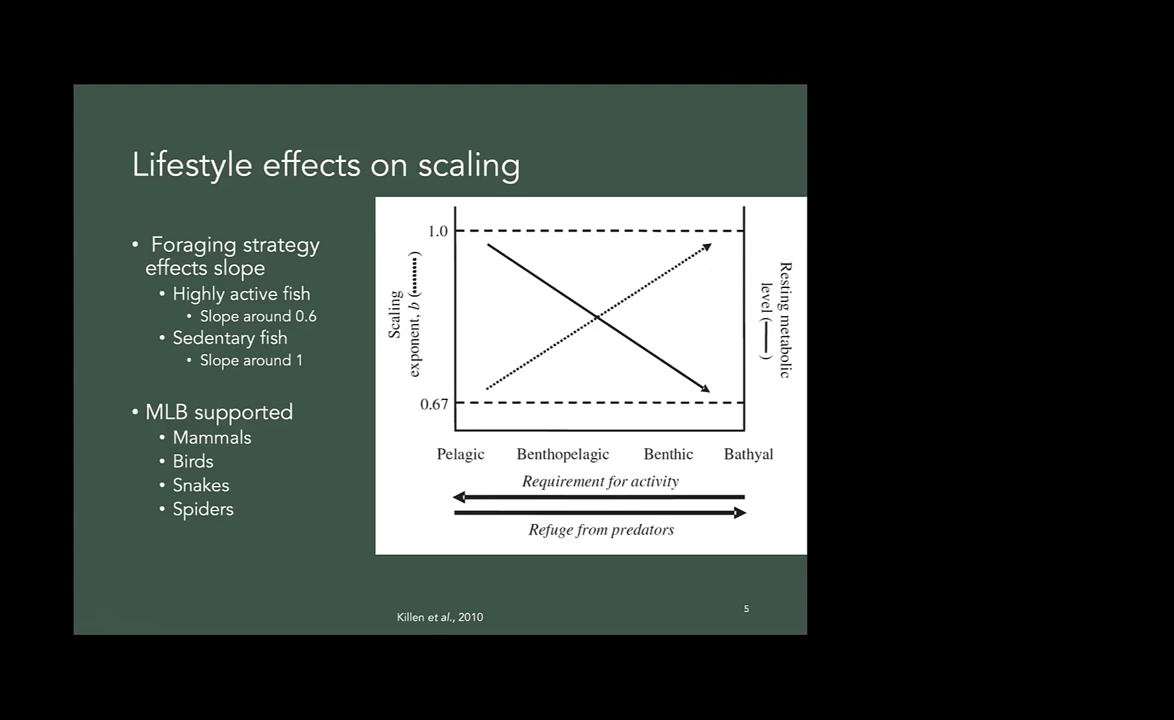 Lifestyle effects on scaling
• Foraging strategy
effects slope
• Highly active fish
• Slope around 0.6
• Sedentary fish
• Slope around 1
• MLB supported
• Mammals
• Birds
• Snakes
• Spiders
1.0
0.67
Scaling
exponent, b (........)
Resting metabolic
level (——)
Pelagic Benthopelagic Benthic Bathyal
Requirement for activity
Refuge from predators
Killen et al., 2010
5